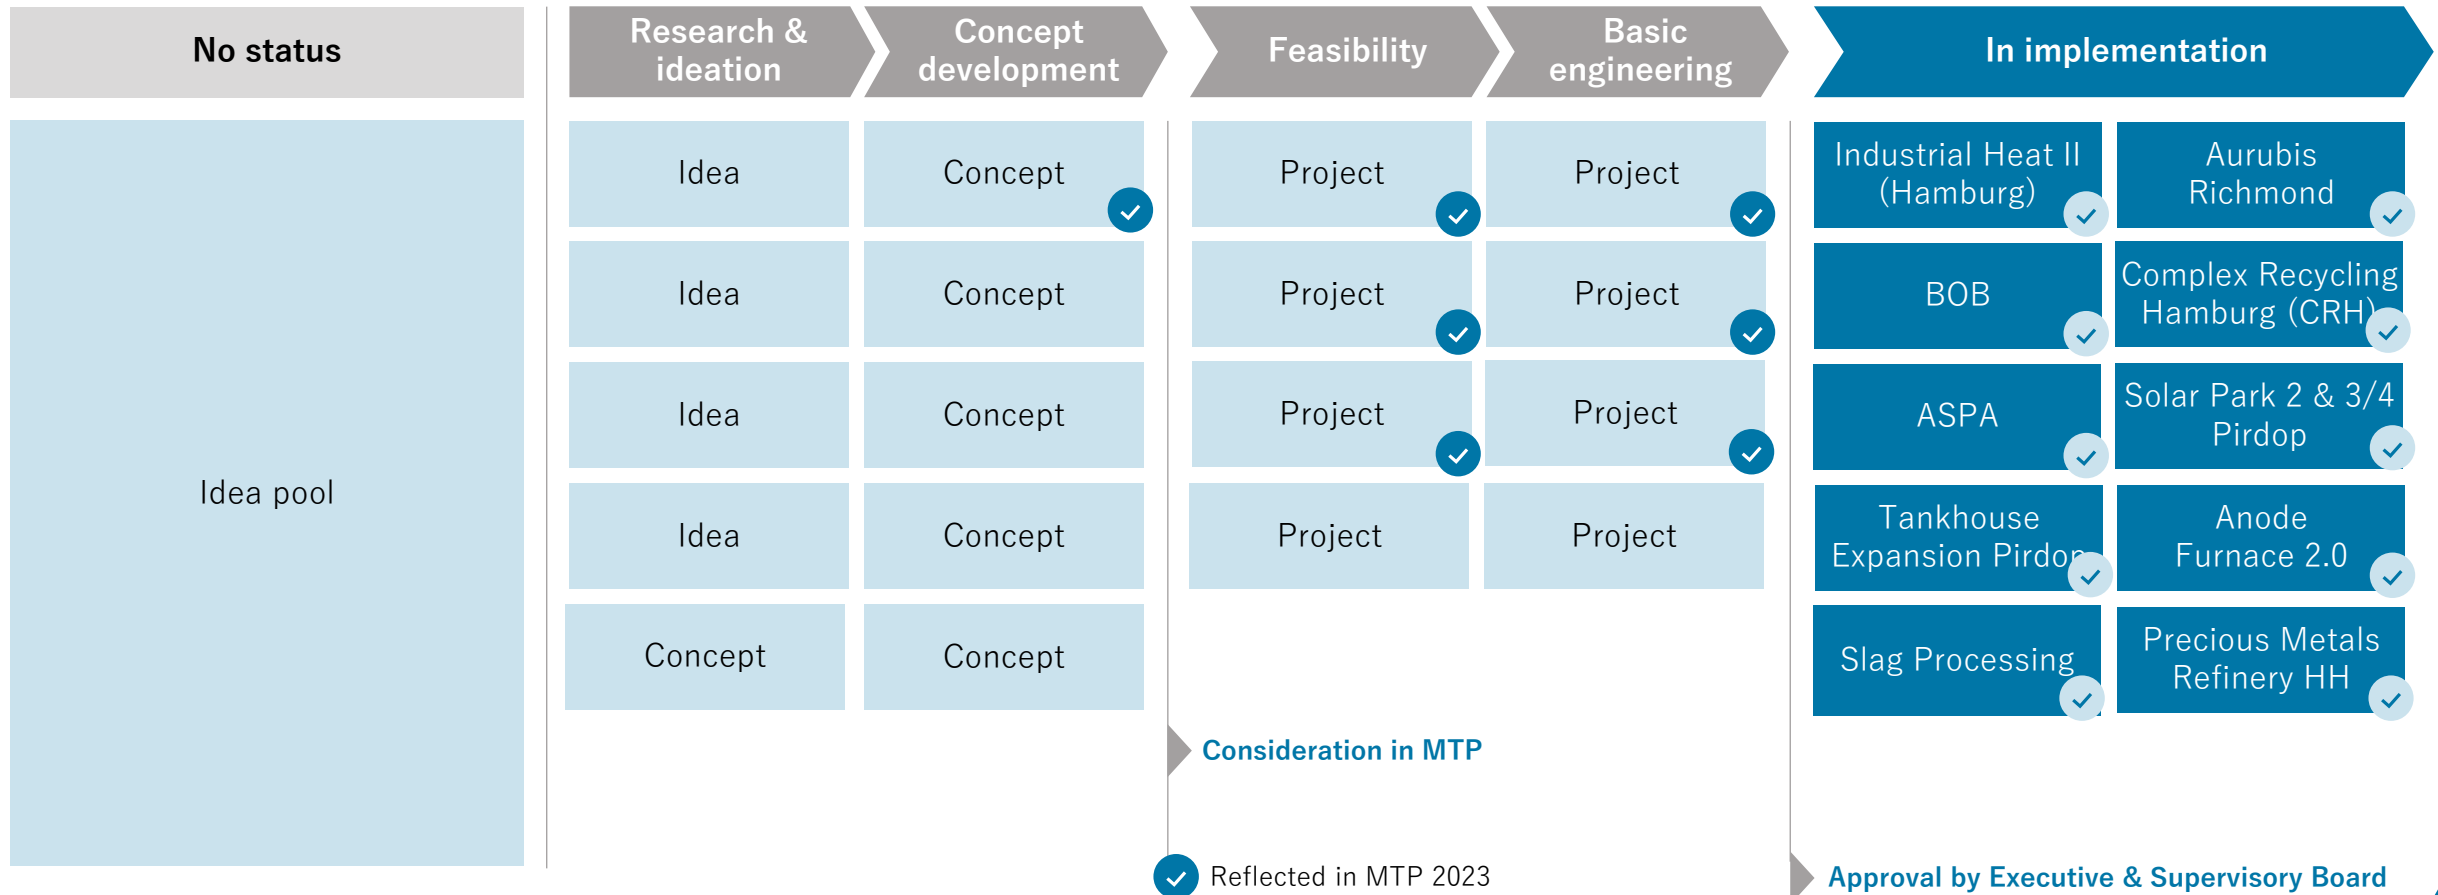 No status
Research &
ideation
Concept
development
Feasibility
Basic
engineering
In implementation
Idea pool
Idea
Concept
Project
Project
Industrial Heat II
(Hamburg)
Aurubis
Richmond
Idea
Concept
Project
Project
BOB
Complex Recycling
Hamburg (CRH)
Idea
Concept
Project
Project
ASPA
Solar Park 2 & 3/4
Pirdop
Idea
Concept
Project
Project
Tankhouse
Expansion Pirdop
Anode
Furnace 2.0
Concept
Concept
Slag Processing
Precious Metals
Refinery HH
Consideration in MTP
Reflected in MTP 2023
Approval by Executive & Supervisory Board